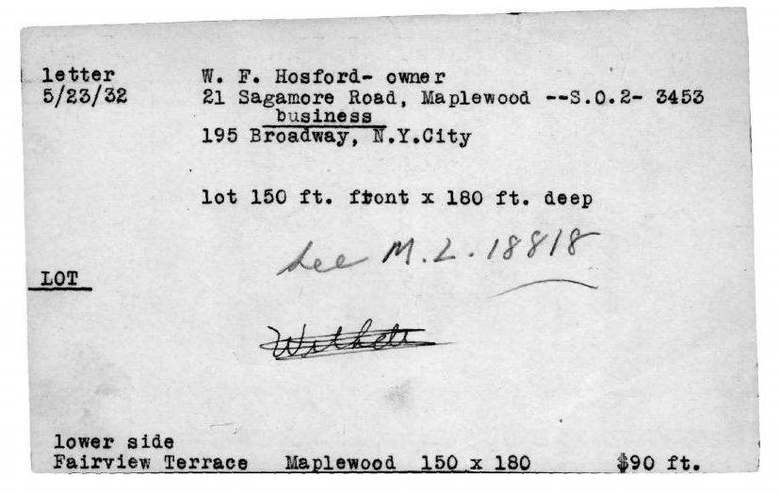 letter W. F. Hosford- owner
5/23/32 21 Sagamore Road, Maplewood --S.O.2- 3453
business
195 Broadway, N.Y.City
lot 150 ft. front x 180 ft. deep
See M.L. 18818
LOT
lower side
Fairview Terrace Maplewood 150 x 180 $90 ft.